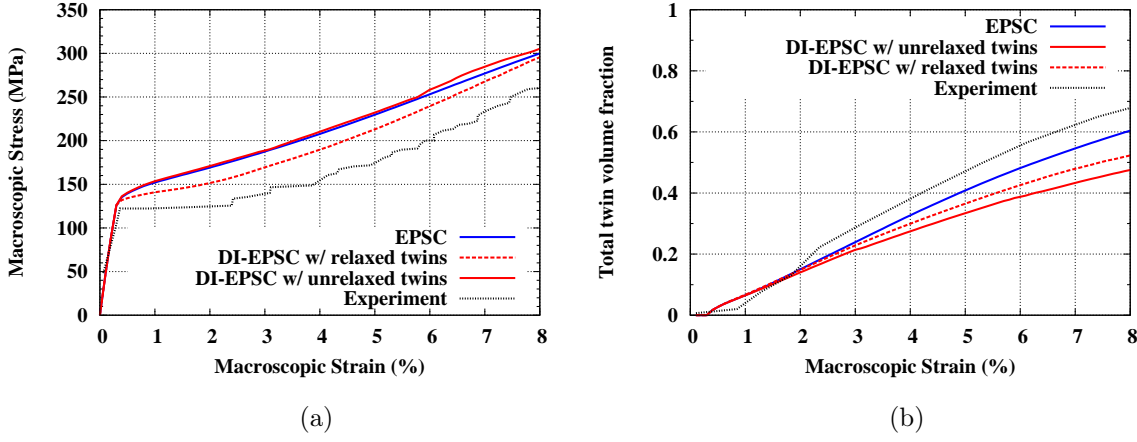 350
300
250
200
150
100
50
0
Macroscopic Stress (MPa)
EPSC
DI-EPSC w/ relaxed twins
DI-EPSC w/ unrelaxed twins
Experiment
0 1 2 3 4 5 6 7 8
Macroscopic Strain (%)
(a)
1
0.8
0.6
0.4
0.2
0
Total twin volume fraction
EPSC
DI-EPSC w/ unrelaxed twins
DI-EPSC w/ relaxed twins
Experiment
0 1 2 3 4 5 6 7 8
Macroscopic Strain (%)
(b)